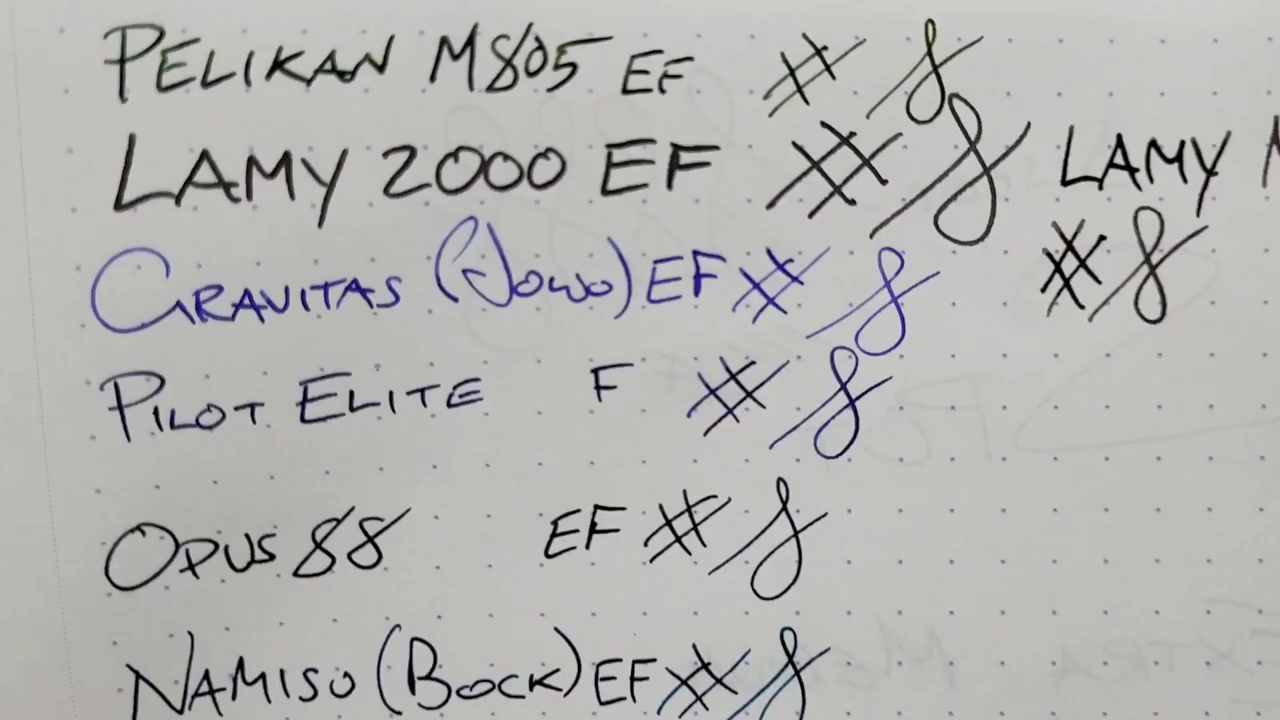 PELIKAN M805 EF #
LAMY 2000 EF # LAMY
GRAVITAS (JOWO) EF # #
PILOT ELITE F #
OPUS 88 EF #
NAMISO (BOCK) EF #